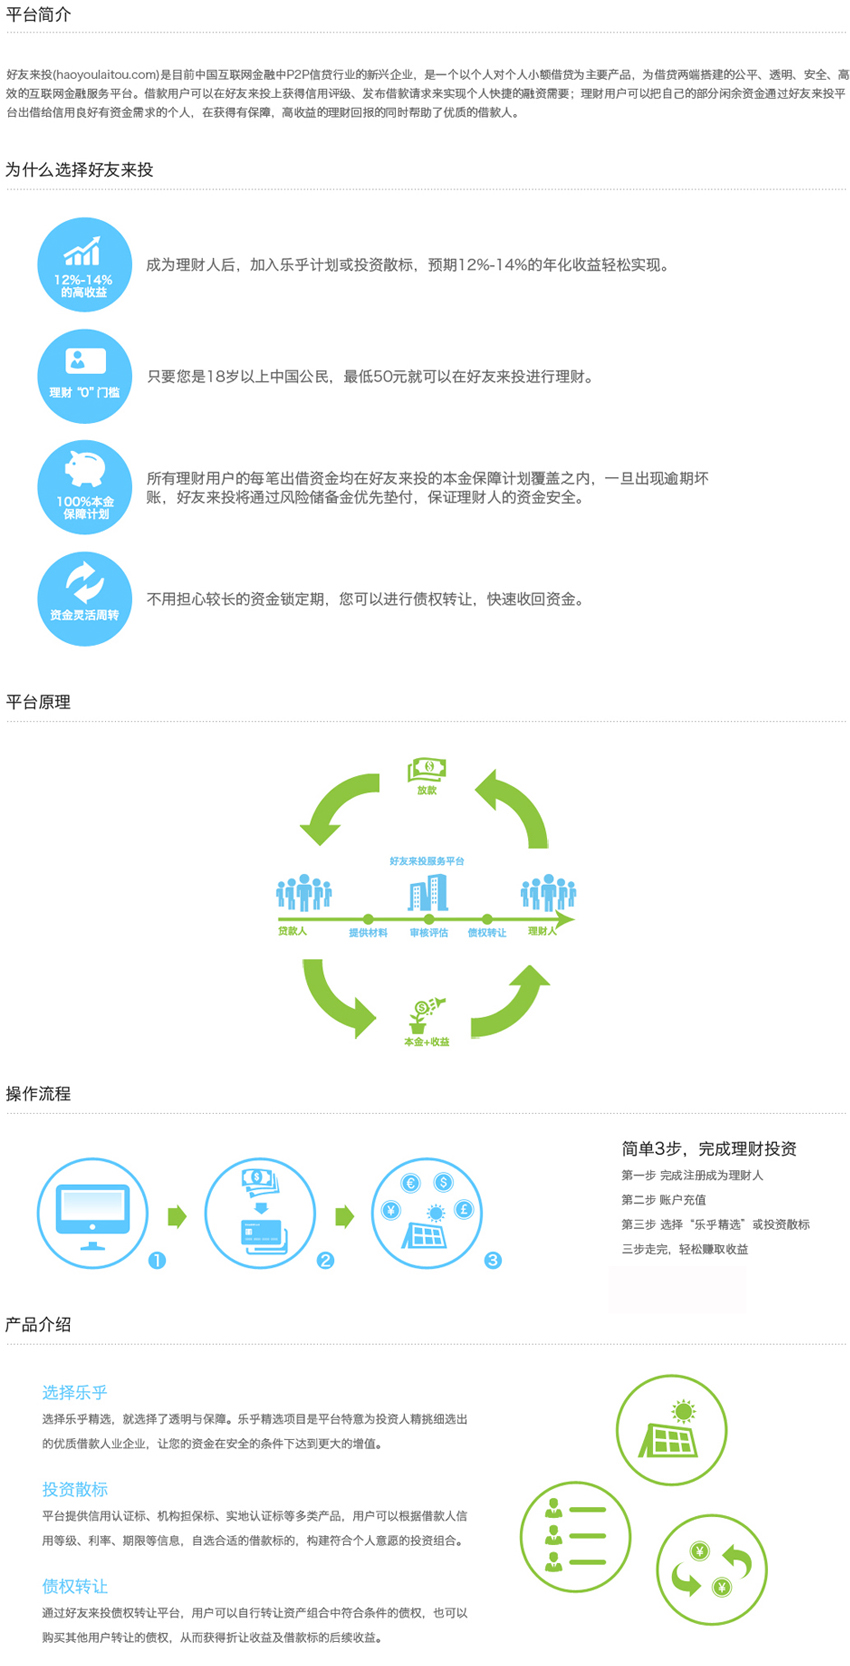 平台简介
好友来投(haoyoulaitou.com)是目前中国互联网金融中P2P信贷行业的新兴企业，是一个以个人对个人小额借贷为主要产品，为借贷两端搭建的公平、透明、安全、高
效的互联网金融服务平台。借款用户可以在好友来投上获得信用评级、发布借款请求来实现个人快捷的融资需要；理财用户可以把自己的部分闲余资金通过好友来投平
台出借给信用良好有资金需求的个人，在获得有保障，高收益的理财回报的同时帮助了优质的借款人。
为什么选择好友来投
12%-14%
的高收益
成为理财人后，加入乐乎计划或投资散标，预期12%-14%的年化收益轻松实现。
理财“0”门槛
只要您是18岁以上中国公民，最低50元就可以在好友来投进行理财。
100%本金
保障计划
所有理财用户的每笔出借资金均在好友来投的本金保障计划覆盖之内，一旦出现逾期坏
账，好友来投将通过风险储备金优先垫付，保证理财人的资金安全。
资金灵活周转
不用担心较长的资金锁定期，您可以进行债权转让，快速收回资金。
平台原理
放款
好友来投服务平台
贷款人
提供材料
审核评估
债权转让
理财人
本金+收益
操作流程
1
2
3
简单3步，完成理财投资
第一步 完成注册成为理财人
第二步 账户充值
第三步 选择“乐乎精选”或投资散标
三步走完，轻松赚取收益
产品介绍
选择乐乎
选择乐乎精选，就选择了透明与保障。乐乎精选项目是平台特意为投资人精挑细选出
的优质借款人业企业，让您的资金在安全的条件下达到更大的增值。
投资散标
平台提供信用认证标、机构担保标、实地认证标等多类产品，用户可以根据借款人信
用等级、利率、期限等信息，自选合适的借款标的，构建符合个人意愿的投资组合。
债权转让
通过好友来投债权转让平台，用户可以自行转让资产组合中符合条件的债权，也可以
购买其他用户转让的债权，从而获得折让收益及借款标的后续收益。